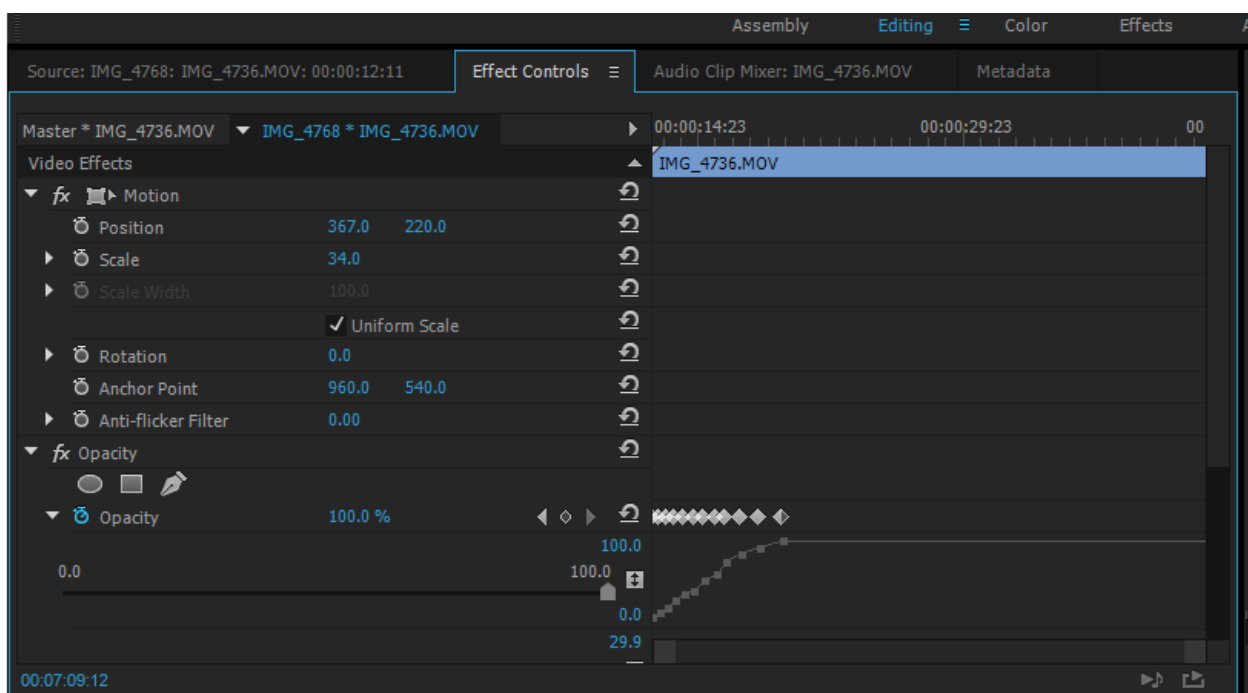 Assembly Editing Color Effects
Source: IMG_4768: IMG_4736.MOV: 00:00:12:11 Effect Controls Audio Clip Mixer: IMG_4736.MOV Metadata
Master * IMG_4736.MOV IMG_4768 * IMG_4736.MOV 00:00:14:23 00:00:29:23 00
Video Effects IMG_4736.MOV
fx Motion
Position 367.0 220.0
Scale 34.0
Scale Width 100.0
Uniform Scale
Rotation 0.0
Anchor Point 960.0 540.0
Anti-flicker Filter 0.00
fx Opacity
Opacity 100.0 %
100.0
0.0 100.0
0.0
29.9
00:07:09:12